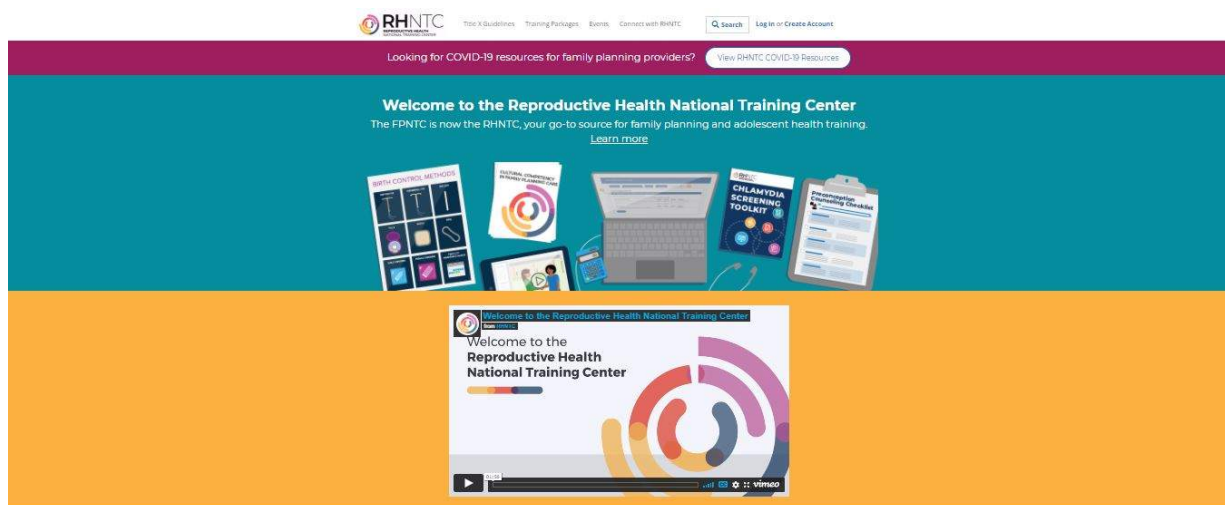 RHNTC
REPRODUCTIVE HEALTH
NATIONAL TRAINING CENTER
Title X Guidelines Training Packages Events Connect with RHNTC Search Log In or Create Account
Looking for COVID-19 resources for family planning providers? View RHNTC COVID-19 Resources
Welcome to the Reproductive Health National Training Center
The FPNTC is now the RHNTC, your go-to source for family planning and adolescent health training.
Learn more
BIRTH CONTROL METHODS
CULTURAL COMPETENCY
IN FAMILY PLANNING CARE
RHNTC
CHLAMYDIA
SCREENING
TOOLKIT
Preconception
Counseling Checklist
Welcome to the Reproductive Health National Training Center
from RHNTC
Welcome to the
Reproductive Health
National Training Center
vimeo